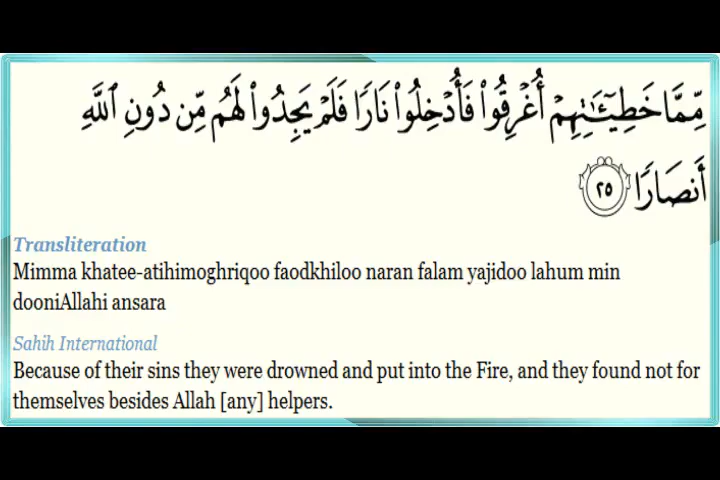 مِّمَّا خَطِيٓـَٰٔتِهِمۡ أُغۡرِقُواْ فَأُدۡخِلُواْ نَارٗا فَلَمۡ يَجِدُواْ لَهُم مِّن دُونِ ٱللَّهِ
أَنصَارٗا ٢٥
Transliteration
Mimma khatee-atihimoghriqoo faodkhiloo naran falam yajidoo lahum min
dooniAllahi ansara
Sahih International
Because of their sins they were drowned and put into the Fire, and they found not for
themselves besides Allah [any] helpers.